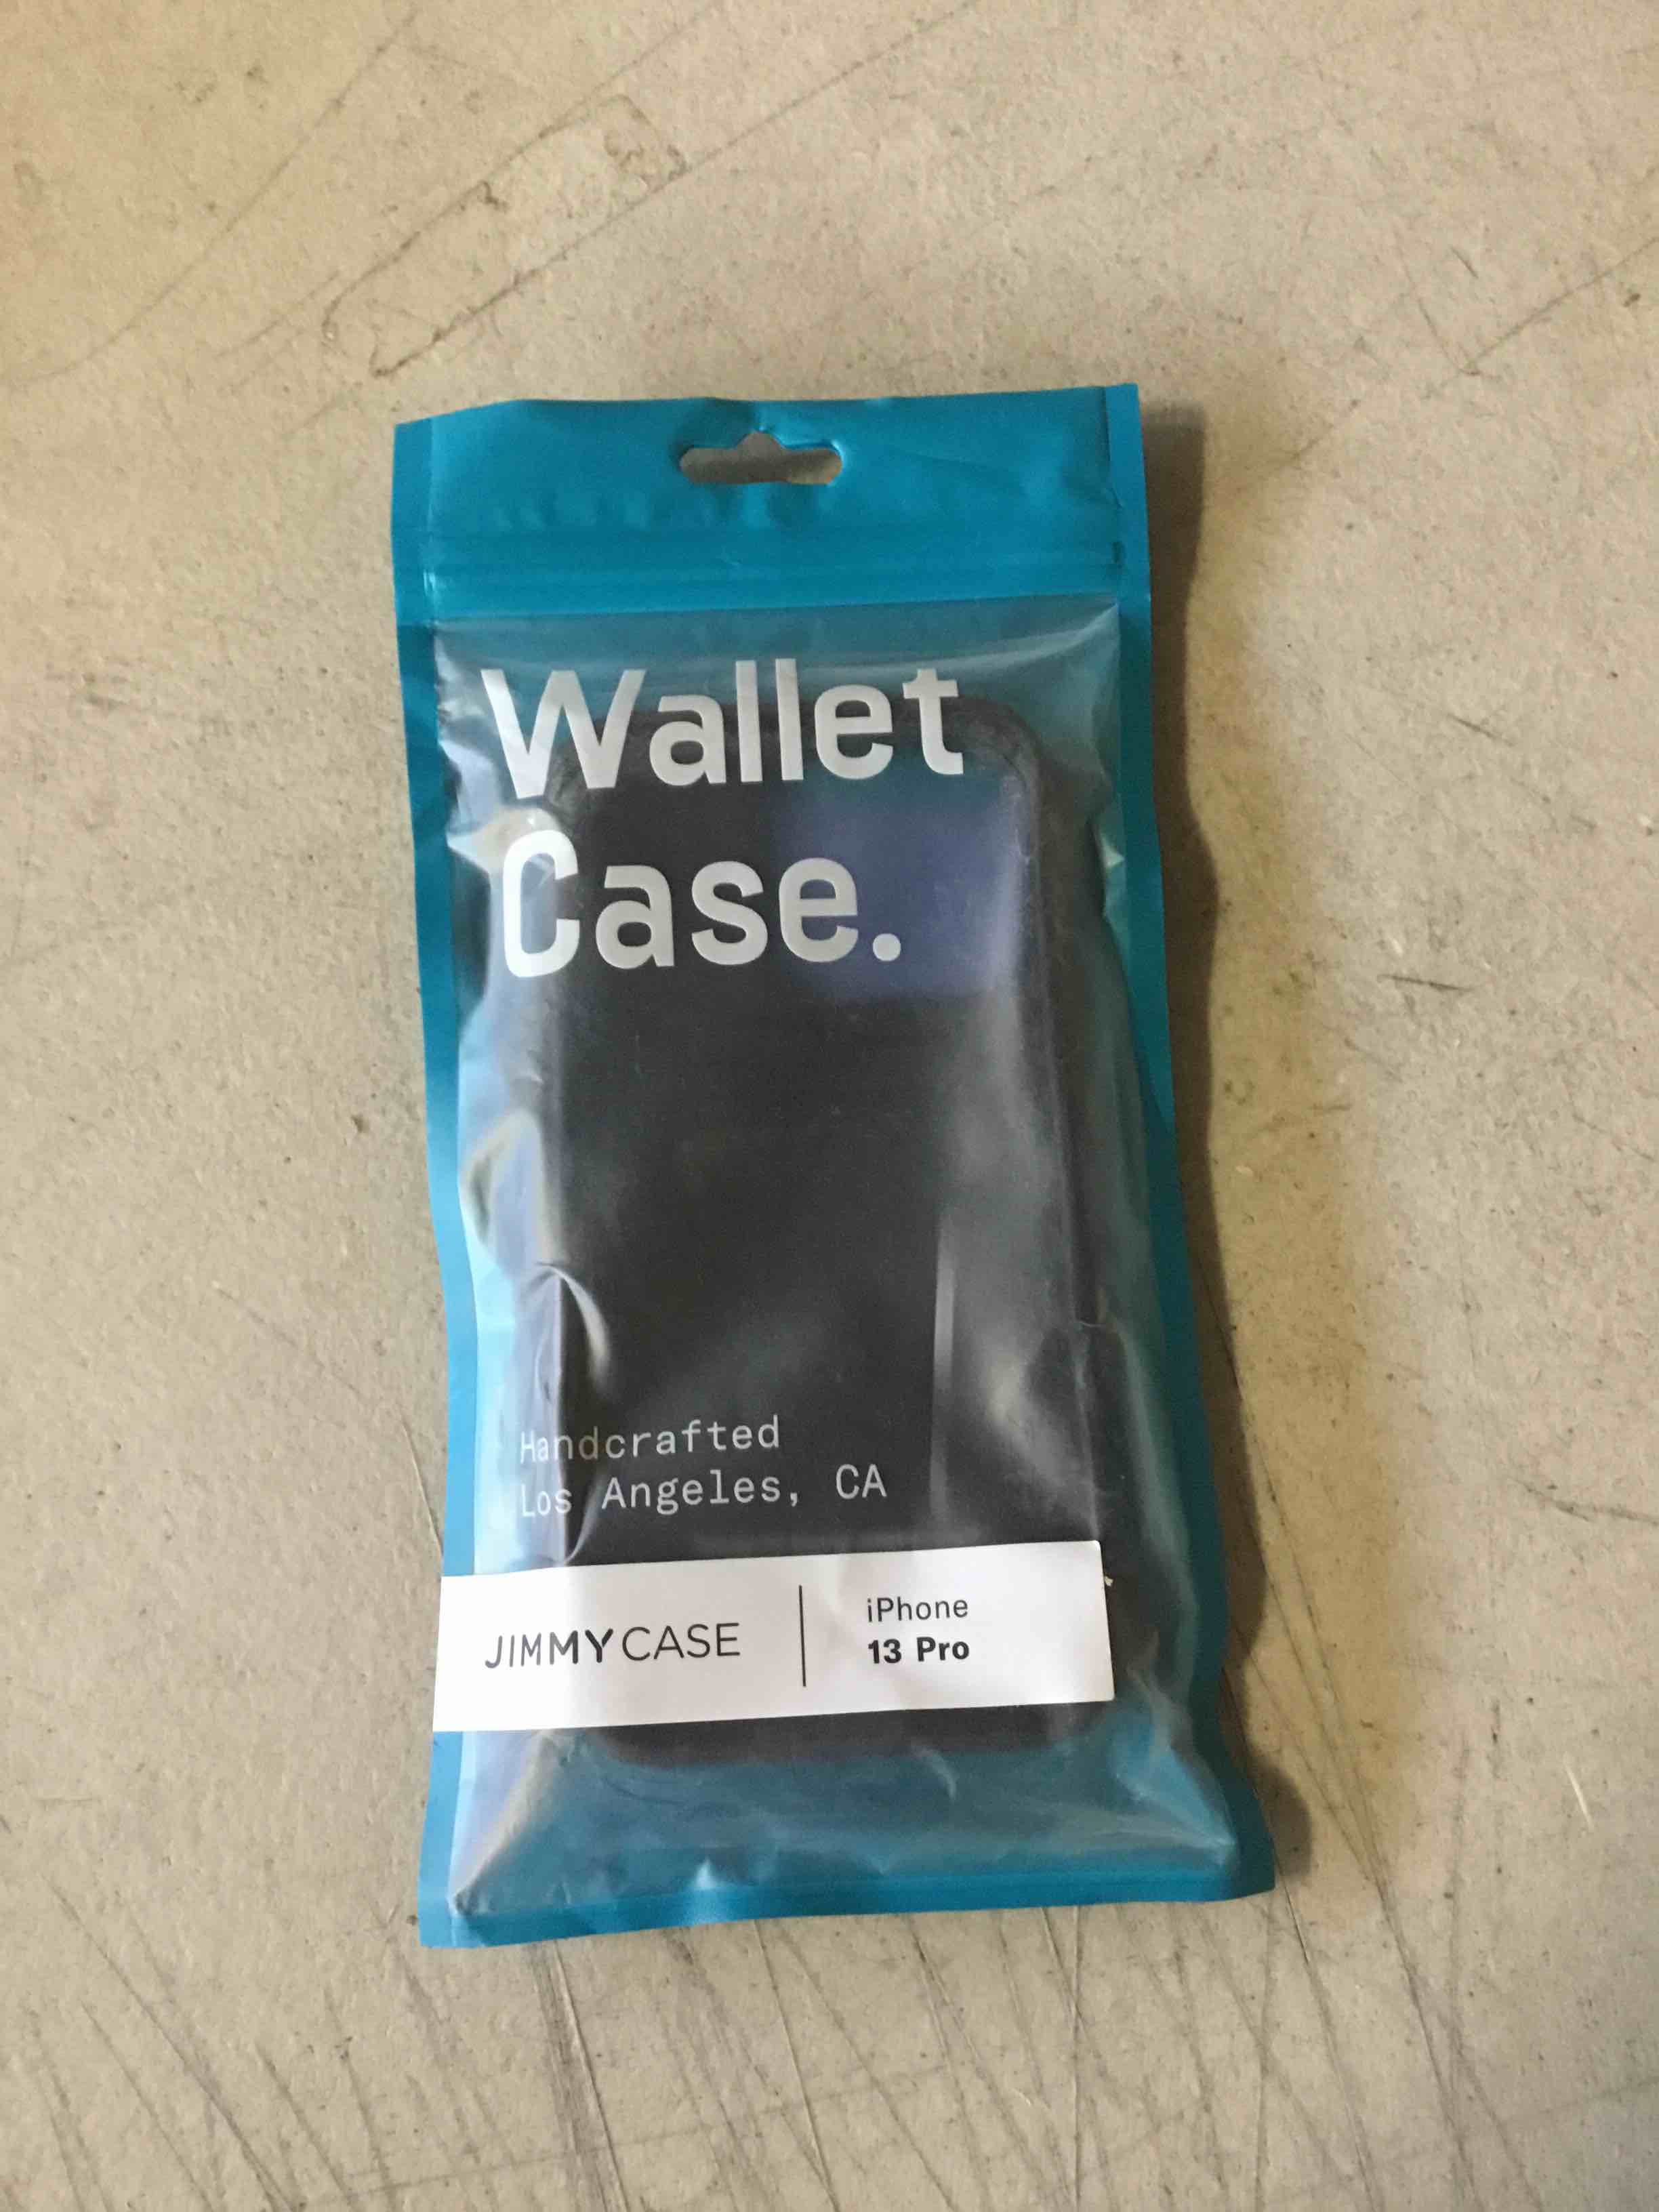 Wallet
Case.
Handcrafted
Los Angeles, CA
JIMMYCASE
iPhone
13 Pro